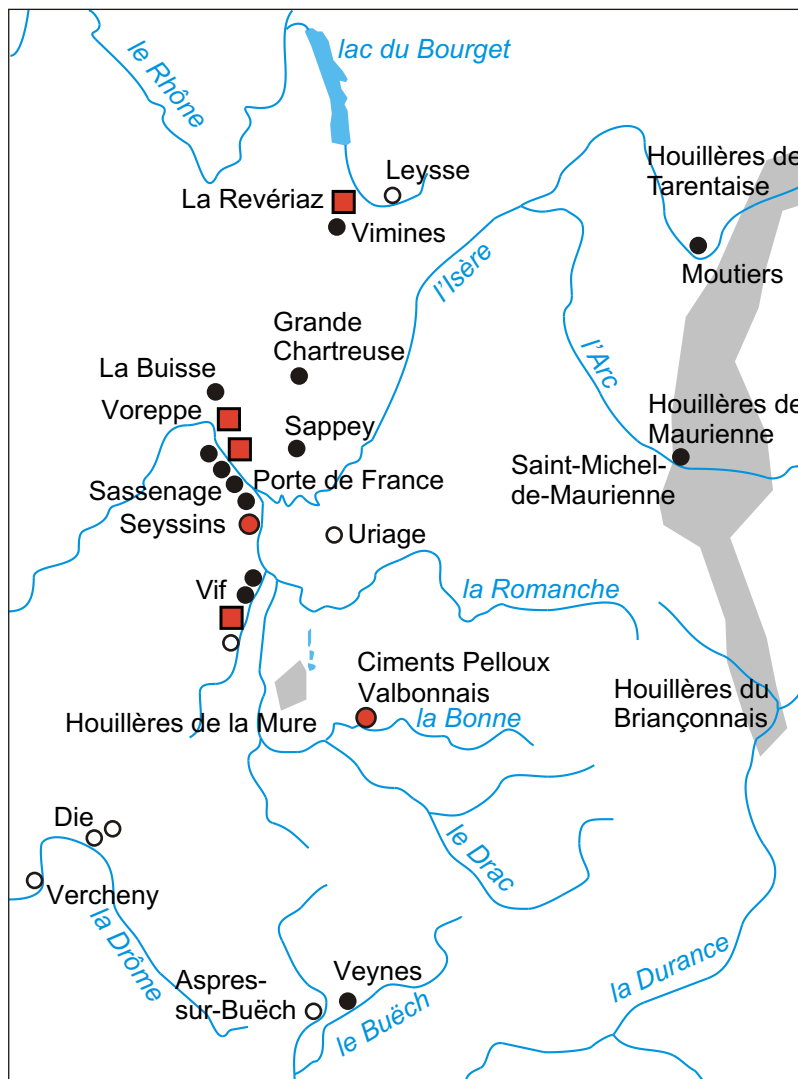 le Rhône
lac du Bourget
Leysse
La Revériaz
Vimines
Houillères de
Tarentaise
Moutiers
l'Isère
l'Arc
Grande
Chartreuse
La Buisse
Voreppe
Sappey
Porte de France
Sassenage
Seyssins
Houillères de
Maurienne
Saint-Michel-
de-Maurienne
Uriage
Vif
la Romanche
Ciments Pelloux
Valbonnais
la Bonne
Houillères de la Mure
Houillères du
Briançonnais
Die
Vercheny
la Drôme
le Drac
Aspres-
sur-Buëch
Veynes
le Buëch
la Durance